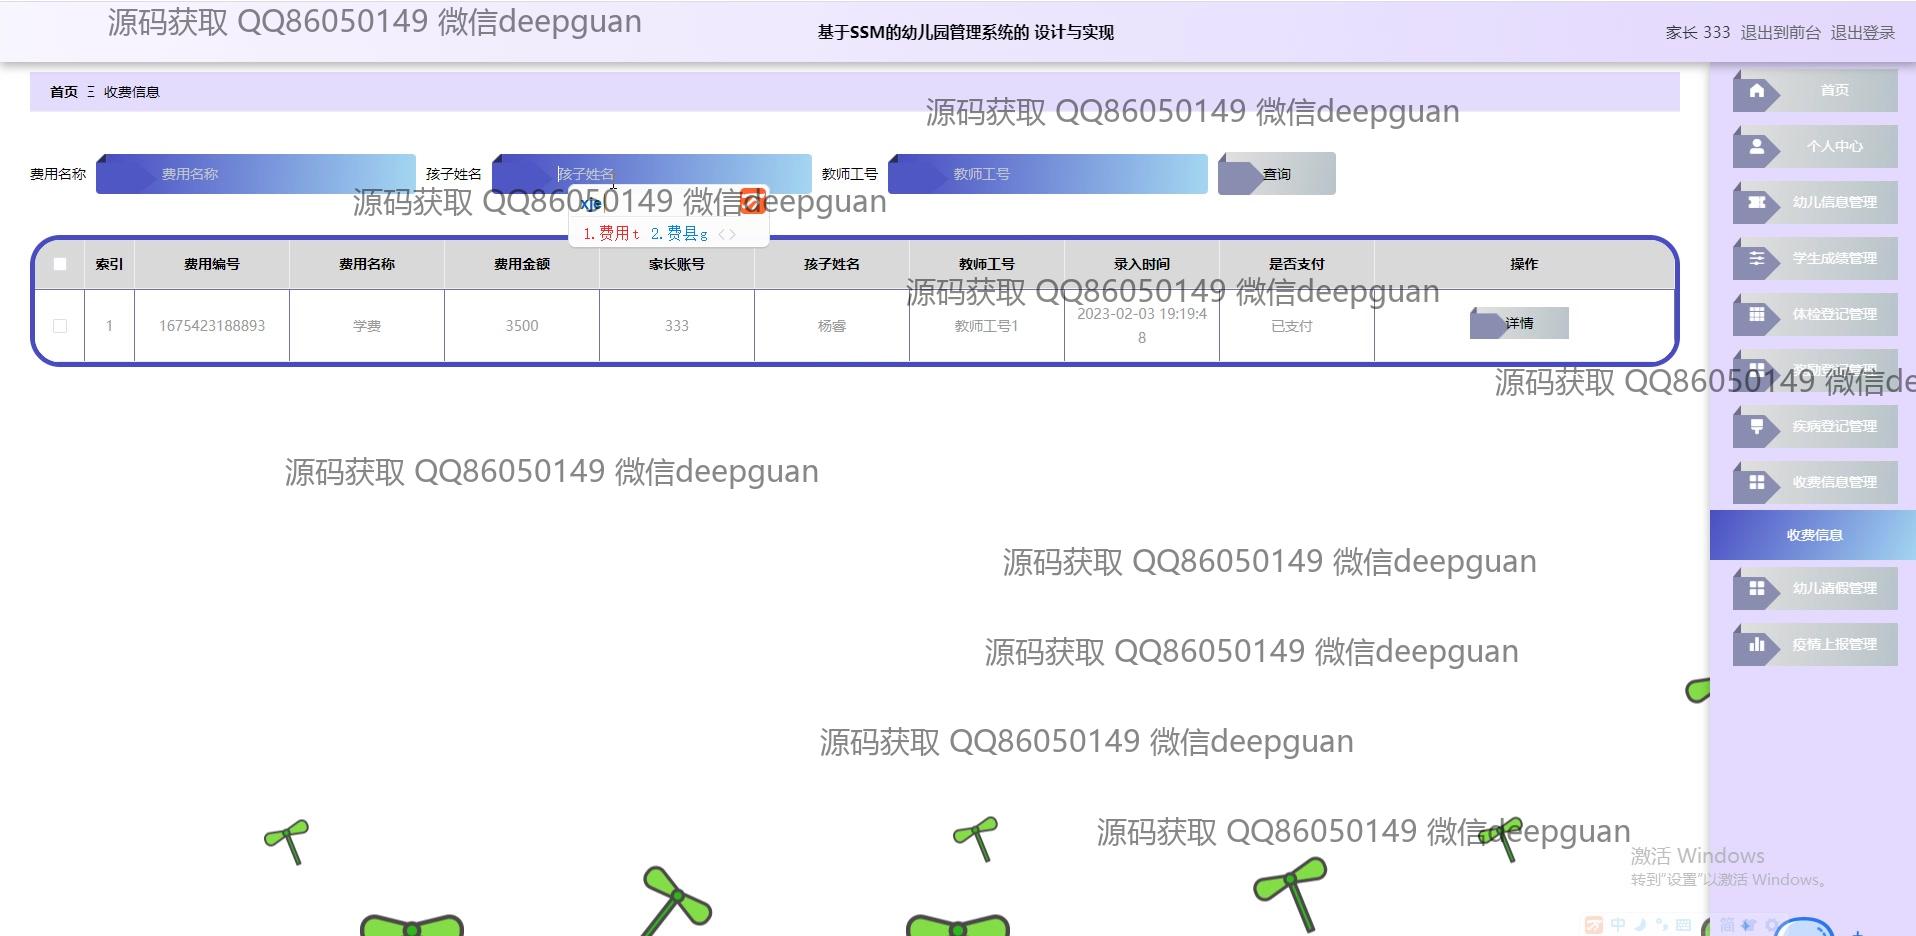 源码获取 QQ86050149 微信deepguan
基于SSM的幼儿园管理系统的 设计与实现
家长 333 退出到前台 退出登录
首页 Ξ 收费信息
源码获取 QQ86050149 微信deepguan
费用名称 费用名称 孩子姓名 孩子姓名 教师工号 教师工号 查询
源码获取 QQ86050149 微信deepguan
xje
1.费用t 2.费县g
索引 费用编号 费用名称 费用金额 家长账号 孩子姓名 教师工号 录入时间 是否支付 操作
源码获取 QQ86050149 微信deepguan
1 1675423188893 学费 3500 333 杨睿 教师工号1 2023-02-03 19:19:4
8 已支付 详情
首页
个人中心
幼儿信息管理
学生成绩管理
体检登记管理
奖励登记管理
源码获取 QQ86050149 微信de
疾病登记管理
收费信息管理
收费信息
幼儿请假管理
疫情上报管理
源码获取 QQ86050149 微信deepguan
源码获取 QQ86050149 微信deepguan
源码获取 QQ86050149 微信deepguan
源码获取 QQ86050149 微信deepguan
源码获取 QQ86050149 微信deepguan
激活 Windows
转到"设置"以激活 Windows。
中 简